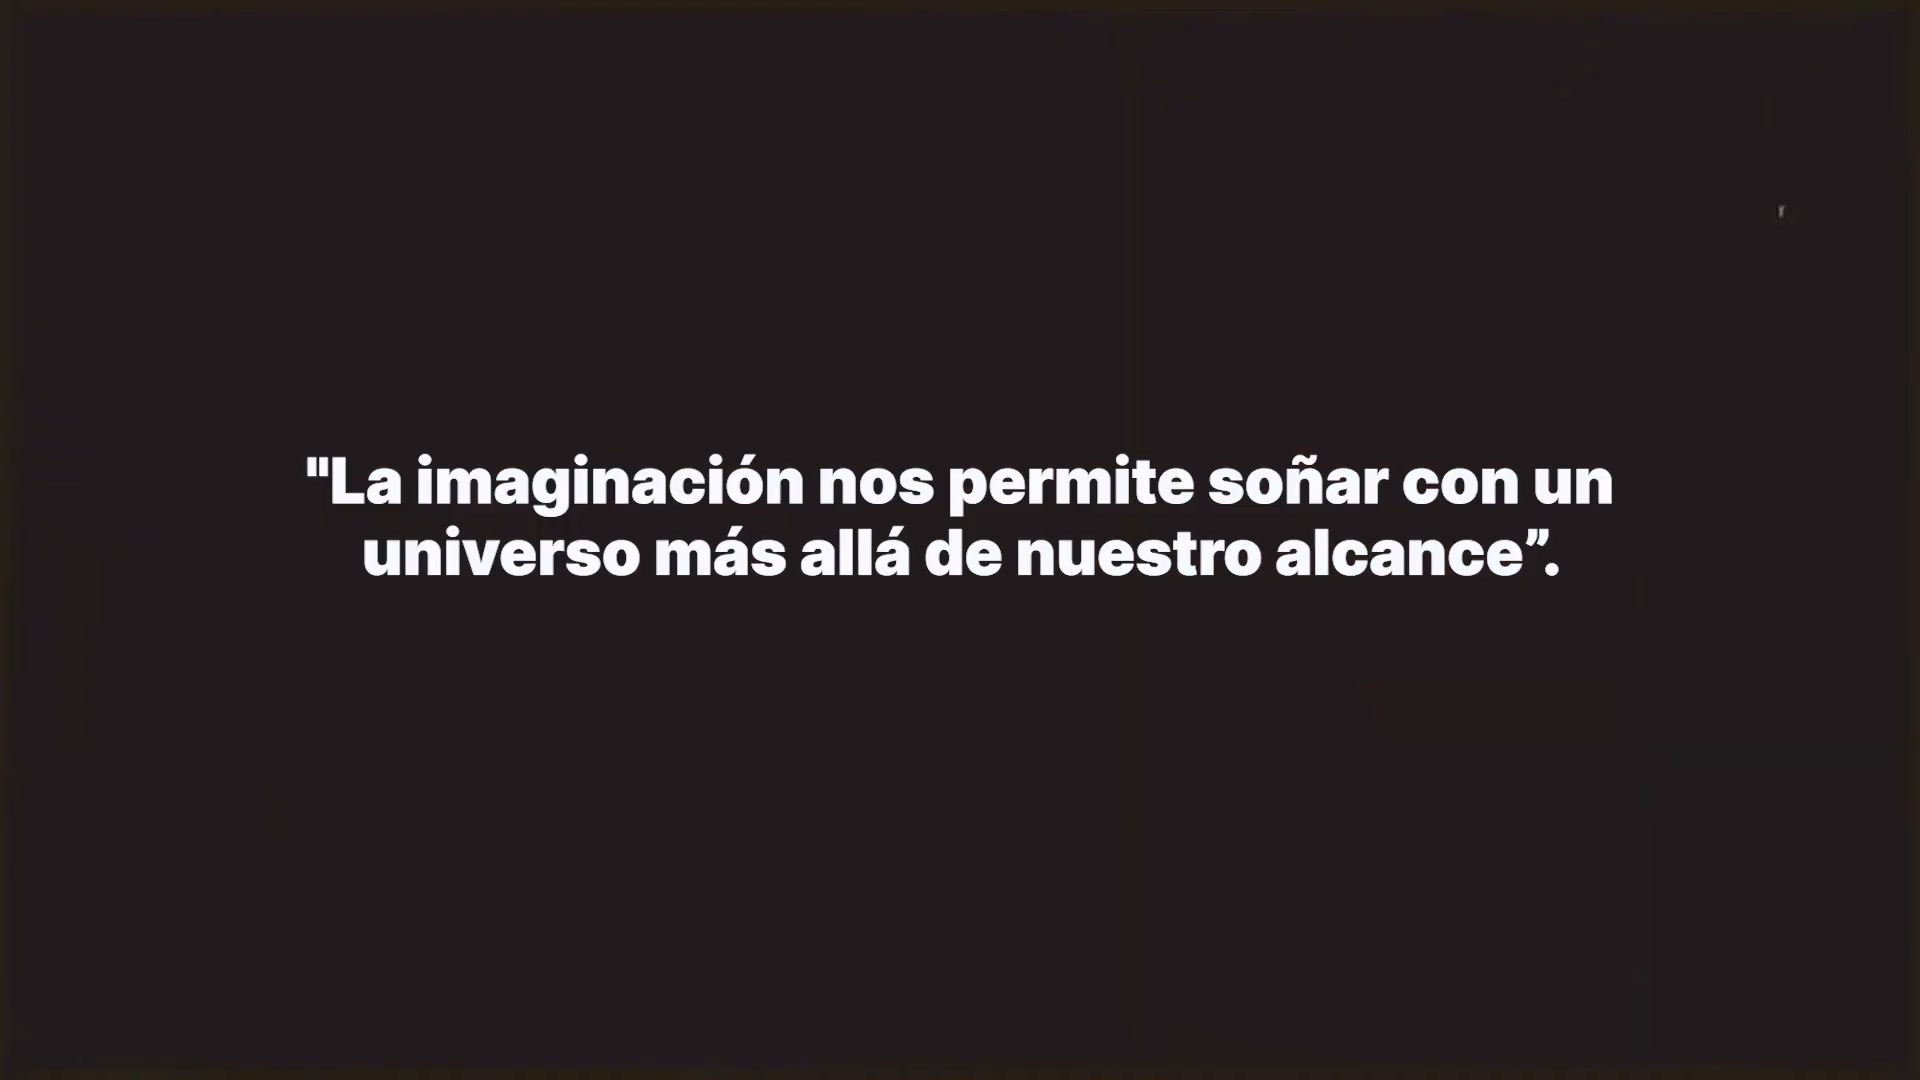 "La imaginación nos permite soñar con un
universo más allá de nuestro alcance”.